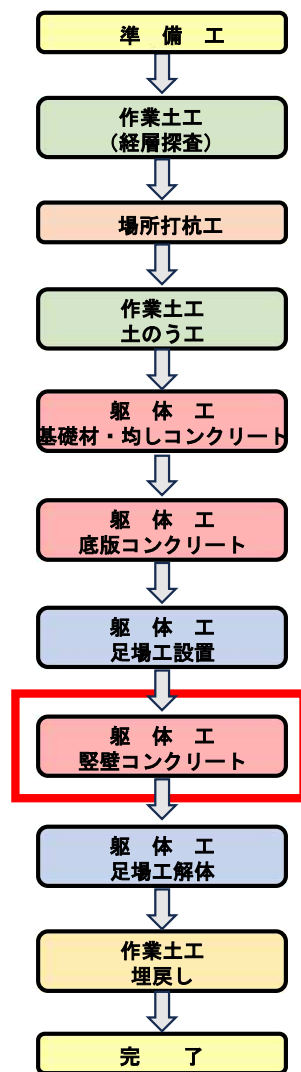 準　備　工
作業土工
（経層探査）
場所打杭工
作業土工
土のう工
躯　体　工
基礎材・均しコンクリート
躯　体　工
底版コンクリート
躯　体　工
足場工設置
躯　体　工
竪壁コンクリート
躯　体　工
足場工解体
作業土工
埋戻し
完　　了